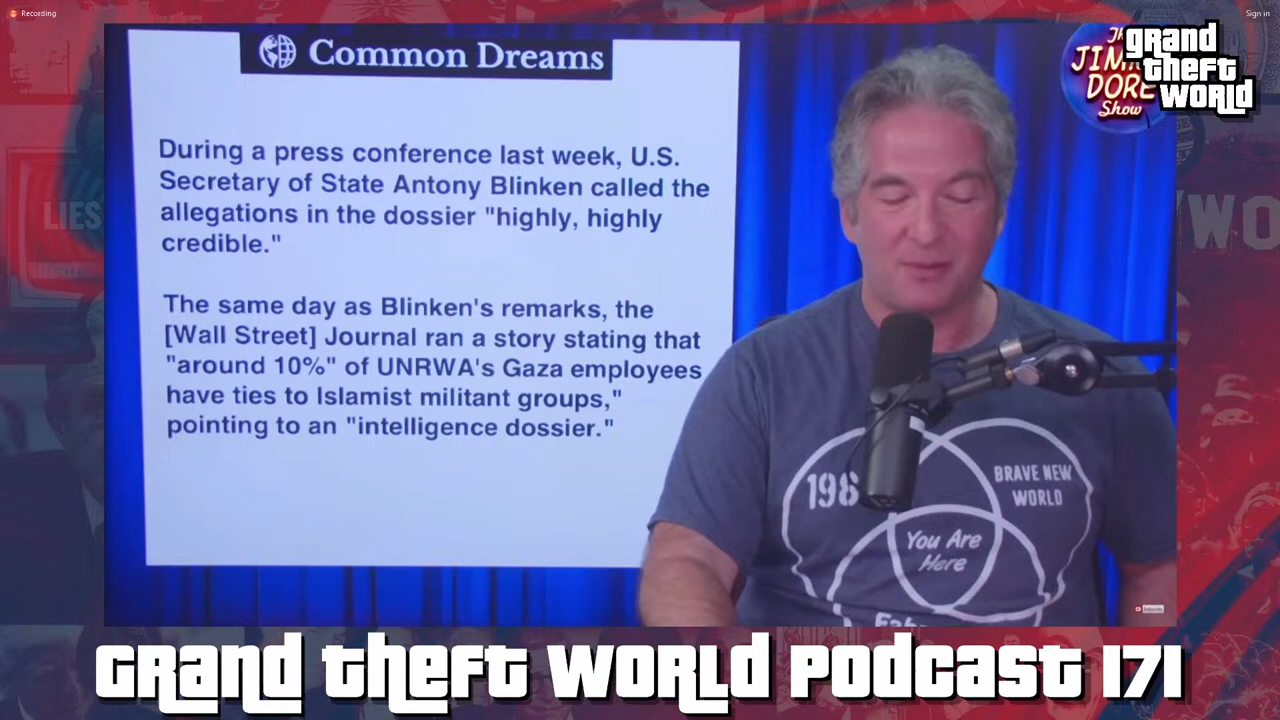 Recording
Sign in
Common Dreams
During a press conference last week, U.S.
Secretary of State Antony Blinken called the
allegations in the dossier "highly, highly
credible."
The same day as Blinken's remarks, the
[Wall Street] Journal ran a story stating that
"around 10%" of UNRWA's Gaza employees
have ties to Islamist militant groups,"
pointing to an "intelligence dossier."
DORE
Show
grand
theft
world
LIES
198
BRAVE NEW
WORLD
You Are
Here
Subscribe
grand theft world podcast 171